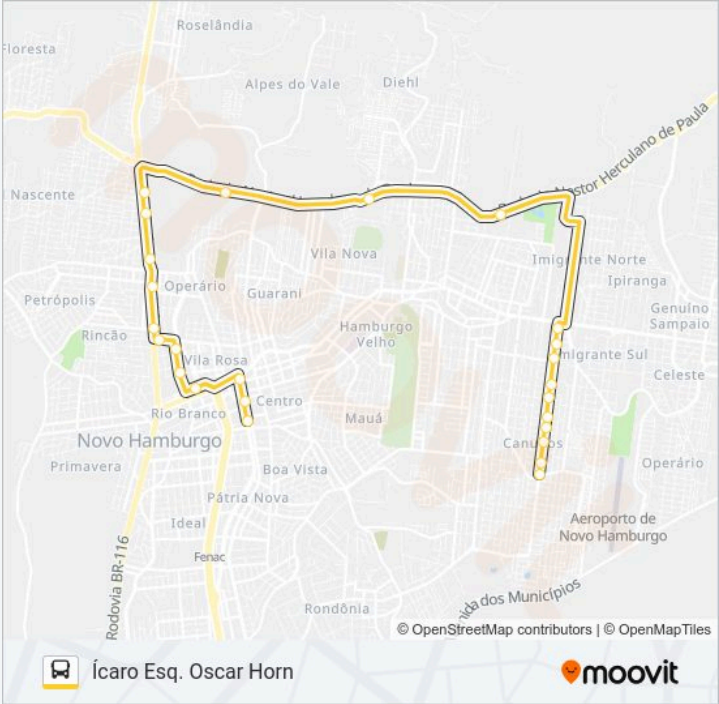 Roselândia
Floresta
Alpes do Vale
Diehl
Nestor Herculano de Paula
l Nascente
Vila Nova
Imigrante Norte
Operário
Ipiranga
Guarani
Petrópolis
Genuíno
Sampaio
Hamburgo
Velho
Rincão
Imigrante Sul
Vila Rosa
Celeste
Centro
Rio Branco
Mauá
Novo Hamburgo
Canudos
Primavera
Operário
Boa Vista
Pátria Nova
Ideal
Aeroporto de
Novo Hamburgo
Fenac
Rodovia BR-116
nida dos Municípios
Rondônia
© OpenStreetMap contributors | © OpenMapTiles
Ícaro Esq. Oscar Horn
moovit